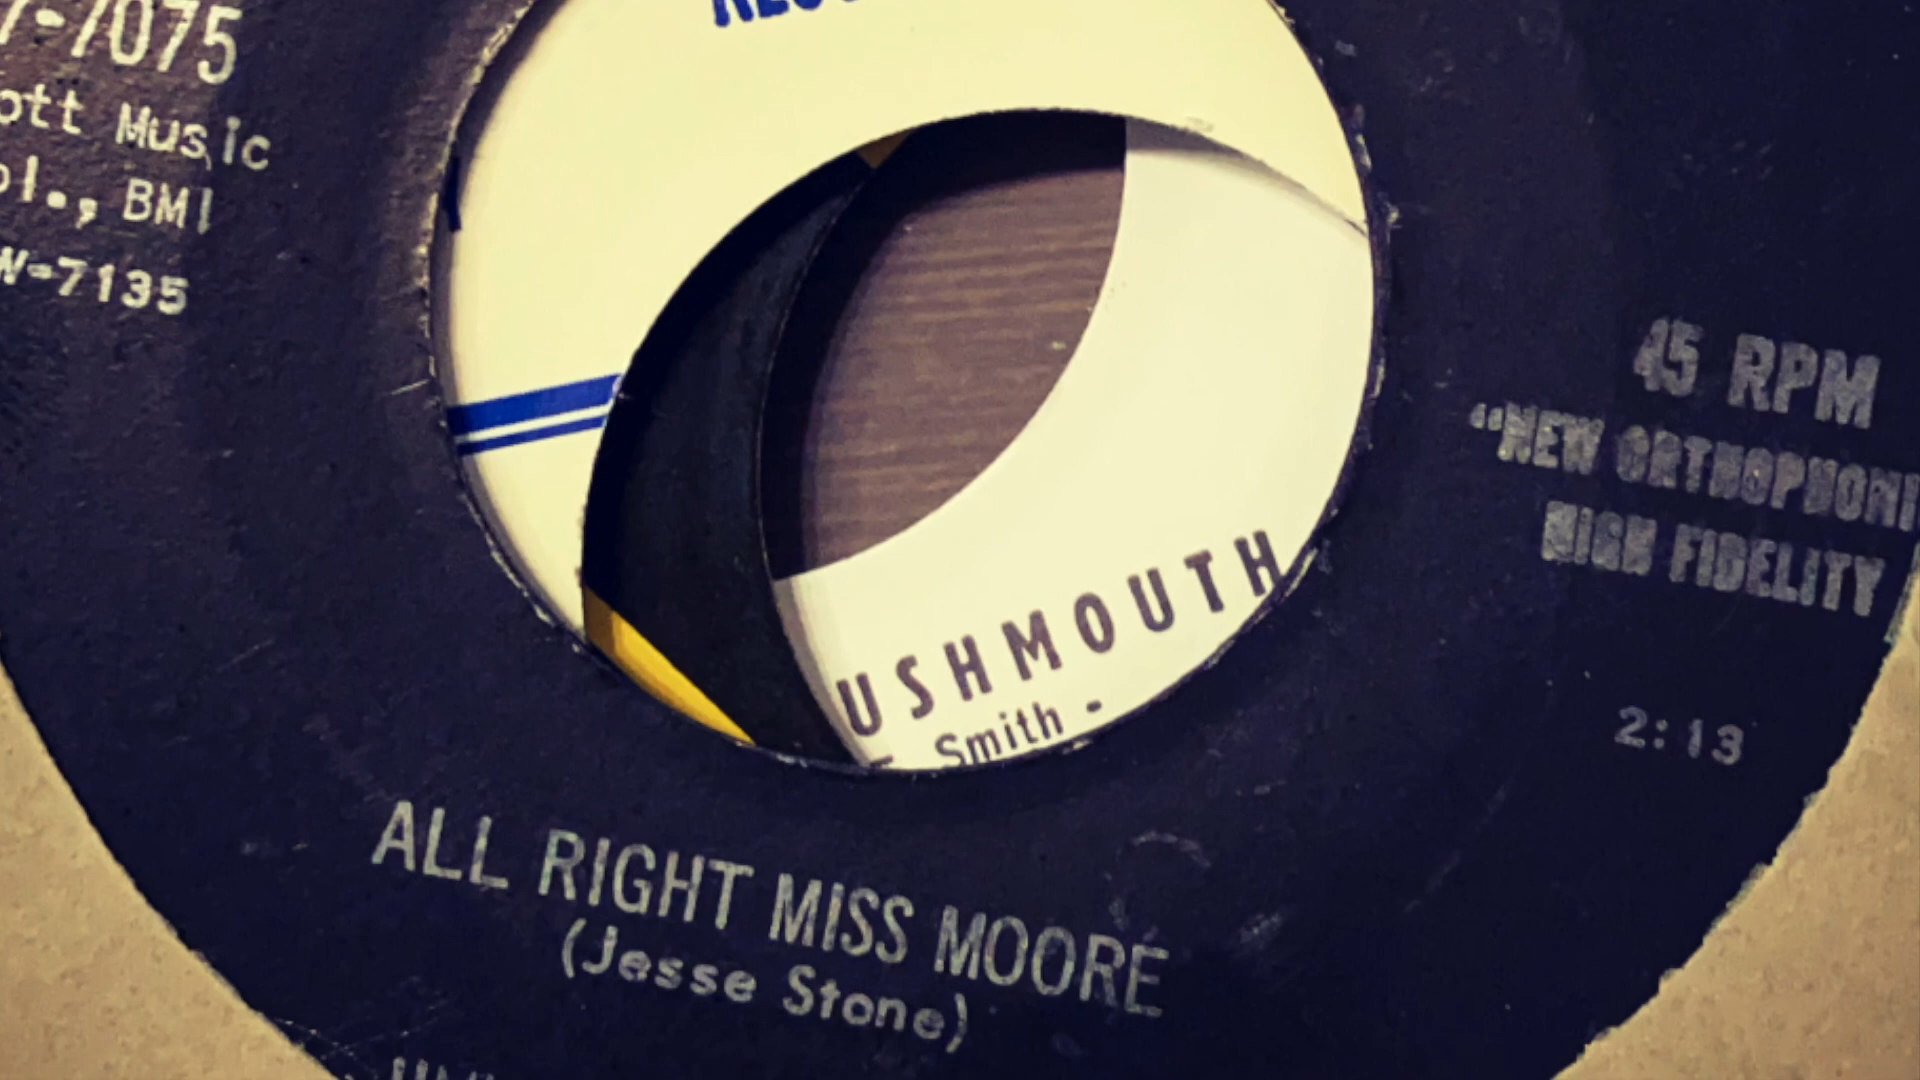 7-7075
ott Music
bl., BMI
W-7135
45 RPM
"NEW ORTHOPHONI
HIGH FIDELITY
2:13
USHMOUTH
Smith -
ALL RIGHT MISS MOORE
(Jesse Stone)